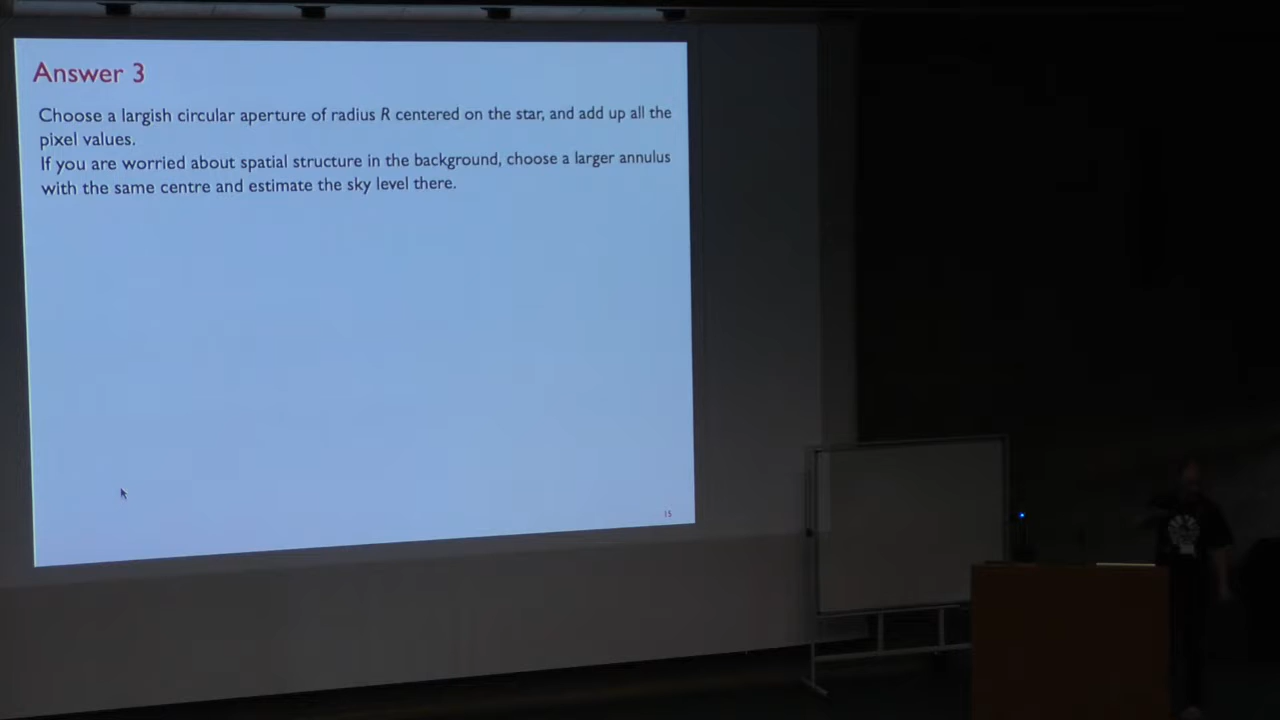 Answer 3
Choose a largish circular aperture of radius R centered on the star, and add up all the
pixel values.
If you are worried about spatial structure in the background, choose a larger annulus
with the same centre and estimate the sky level there.
15